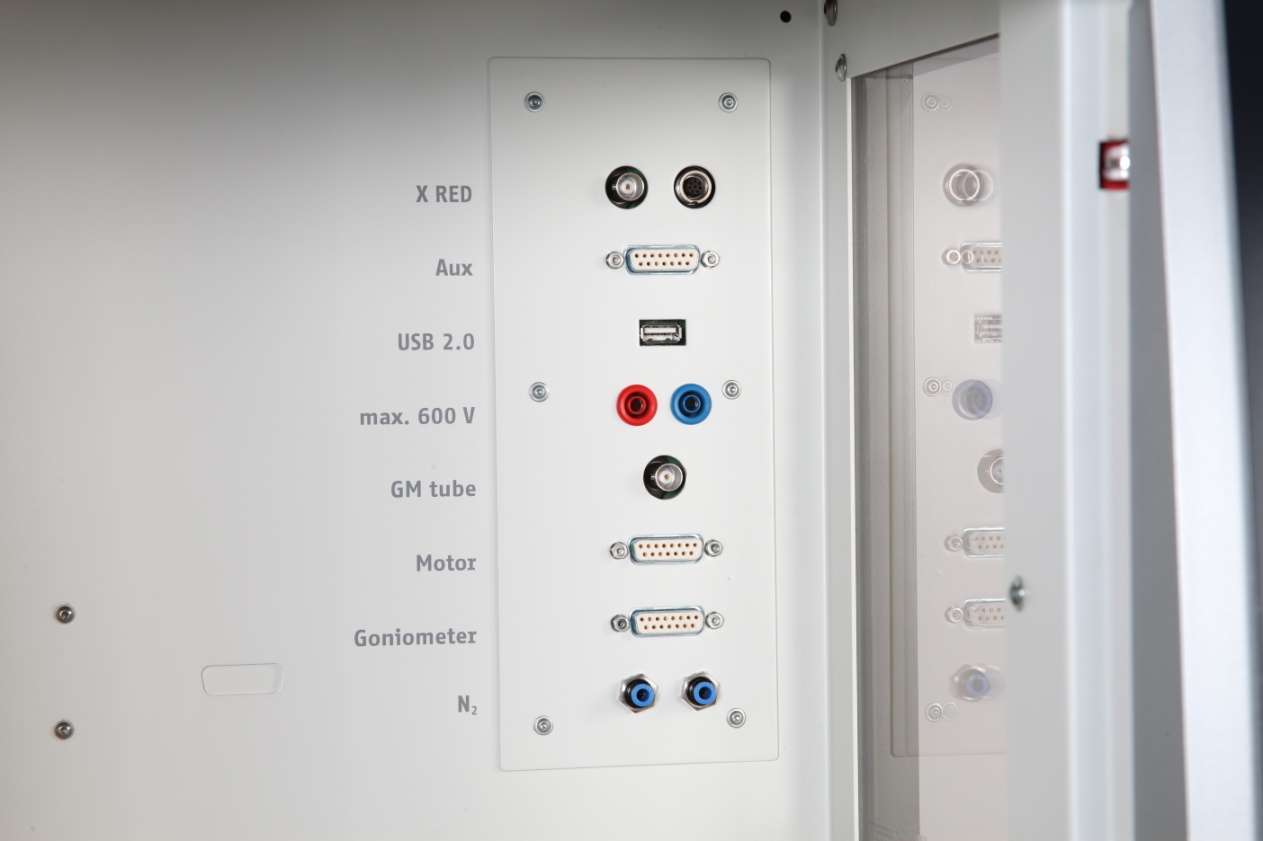 X RED
Aux
USB 2.0
max. 600 V
GM tube
Motor
Goniometer
N₂